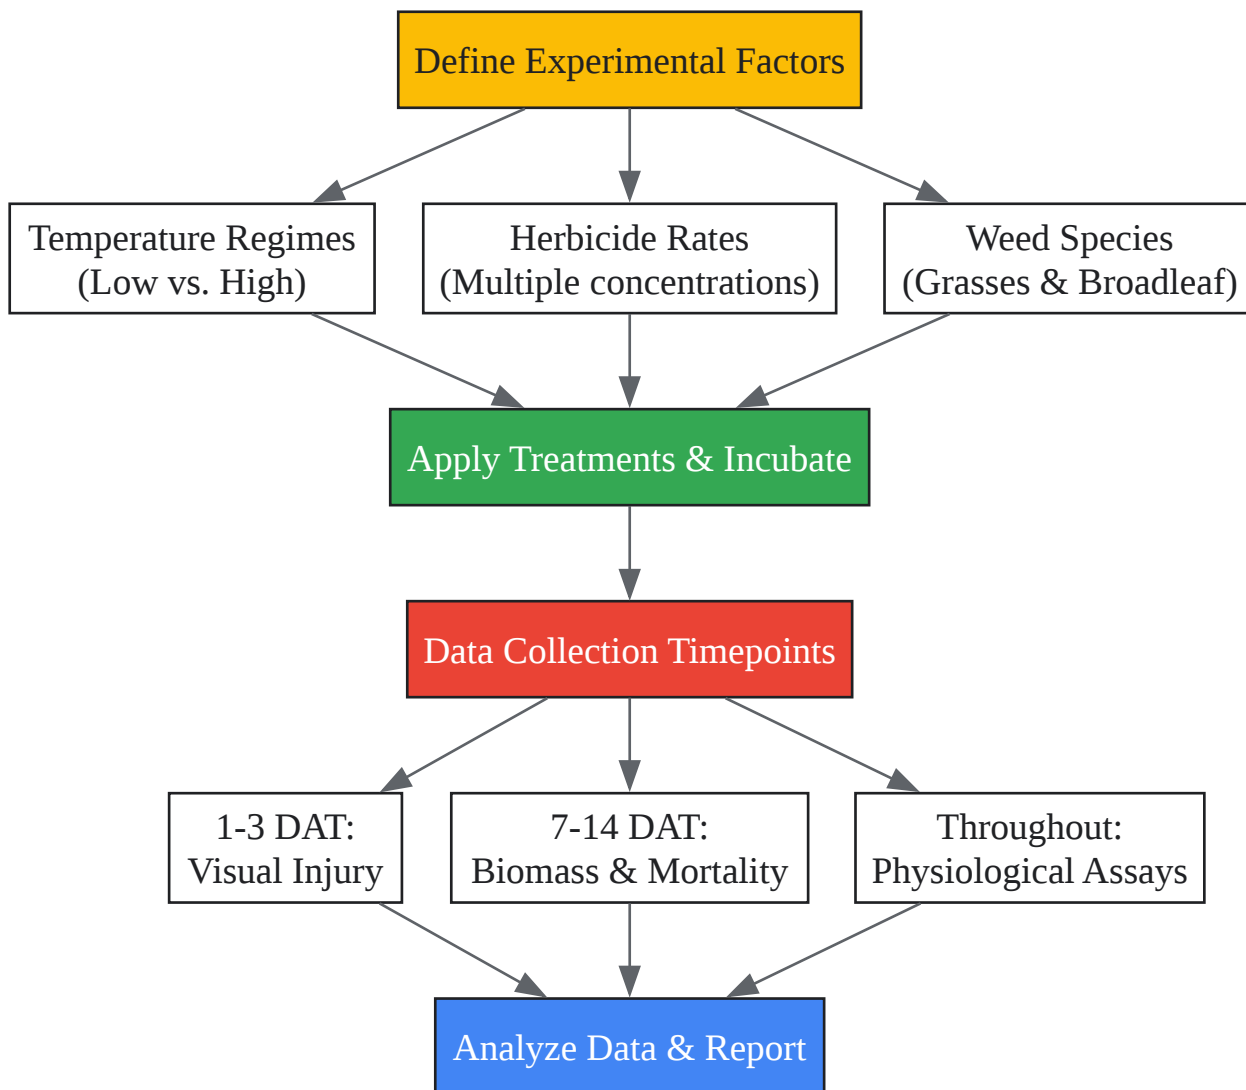 Define Experimental Factors
Temperature Regimes
(Low vs. High)
Herbicide Rates
(Multiple concentrations)
Weed Species
(Grasses & Broadleaf)
Apply Treatments & Incubate
Data Collection Timepoints
1-3 DAT:
Visual Injury
7-14 DAT:
Biomass & Mortality
Throughout:
Physiological Assays
Analyze Data & Report